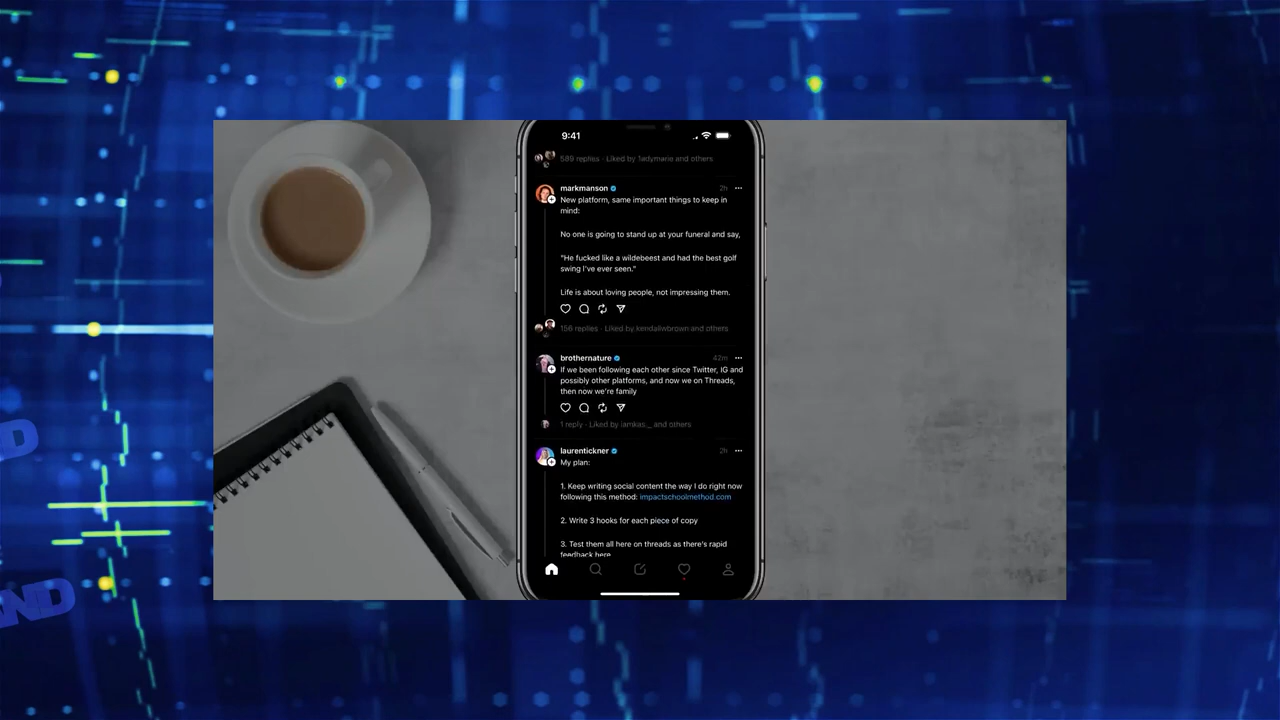 9:41
589 replies · Liked by 1edymarie and others
markmanson 2h
New platform, same important things to keep in
mind:
No one is going to stand up at your funeral and say,
"He fucked like a wildebeest and had the best golf
swing I've ever seen."
Life is about loving people, not impressing them.
156 replies · Liked by kendallwbrown and others
brothernature 42m
If we been following each other since Twitter, IG and
possibly other platforms, and now we on Threads,
then now we're family
1 reply · Liked by iamkas._ and others
laurentickner 2h
My plan:
1. Keep writing social content the way I do right now
following this method: impactschoolmethod.com
2. Write 3 hooks for each piece of copy
3. Test them all here on threads as there's rapid
feedback here